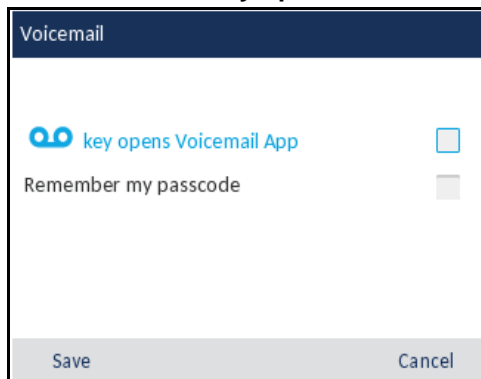 Voicemail
key opens Voicemail App
Remember my passcode
Save Cancel